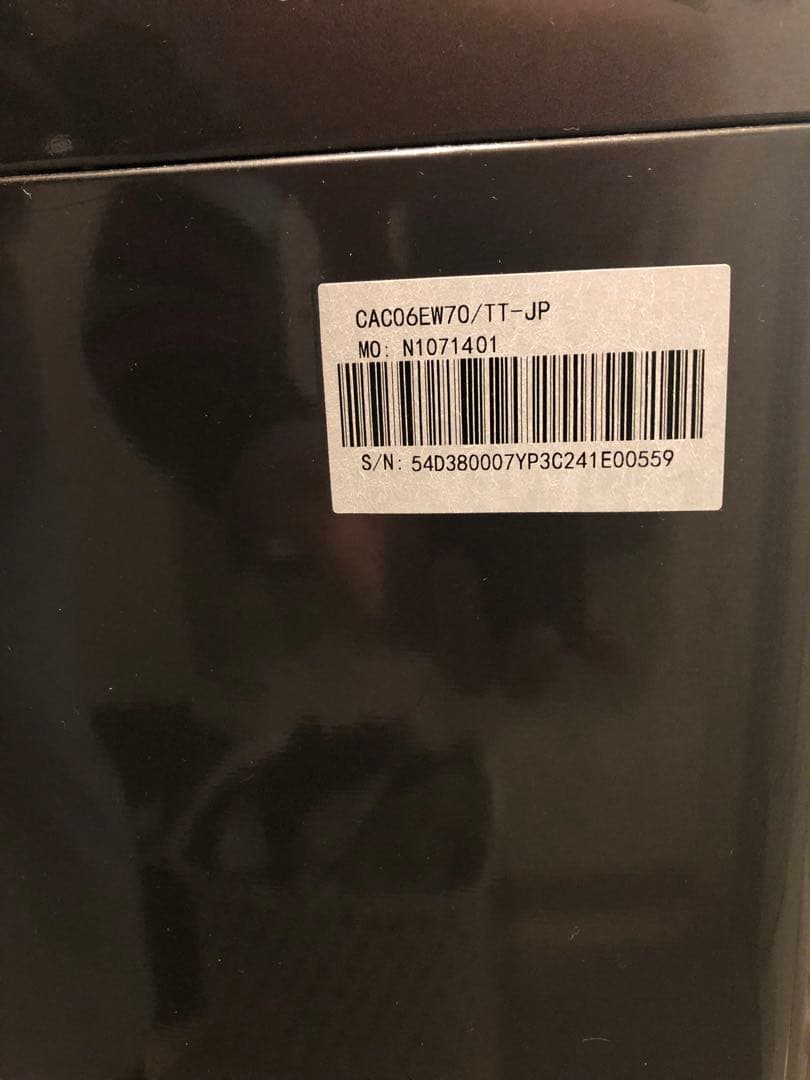 CAC06EW70/TT-JP
MO: N1071401
S/N: 54D380007YP3C241E00559